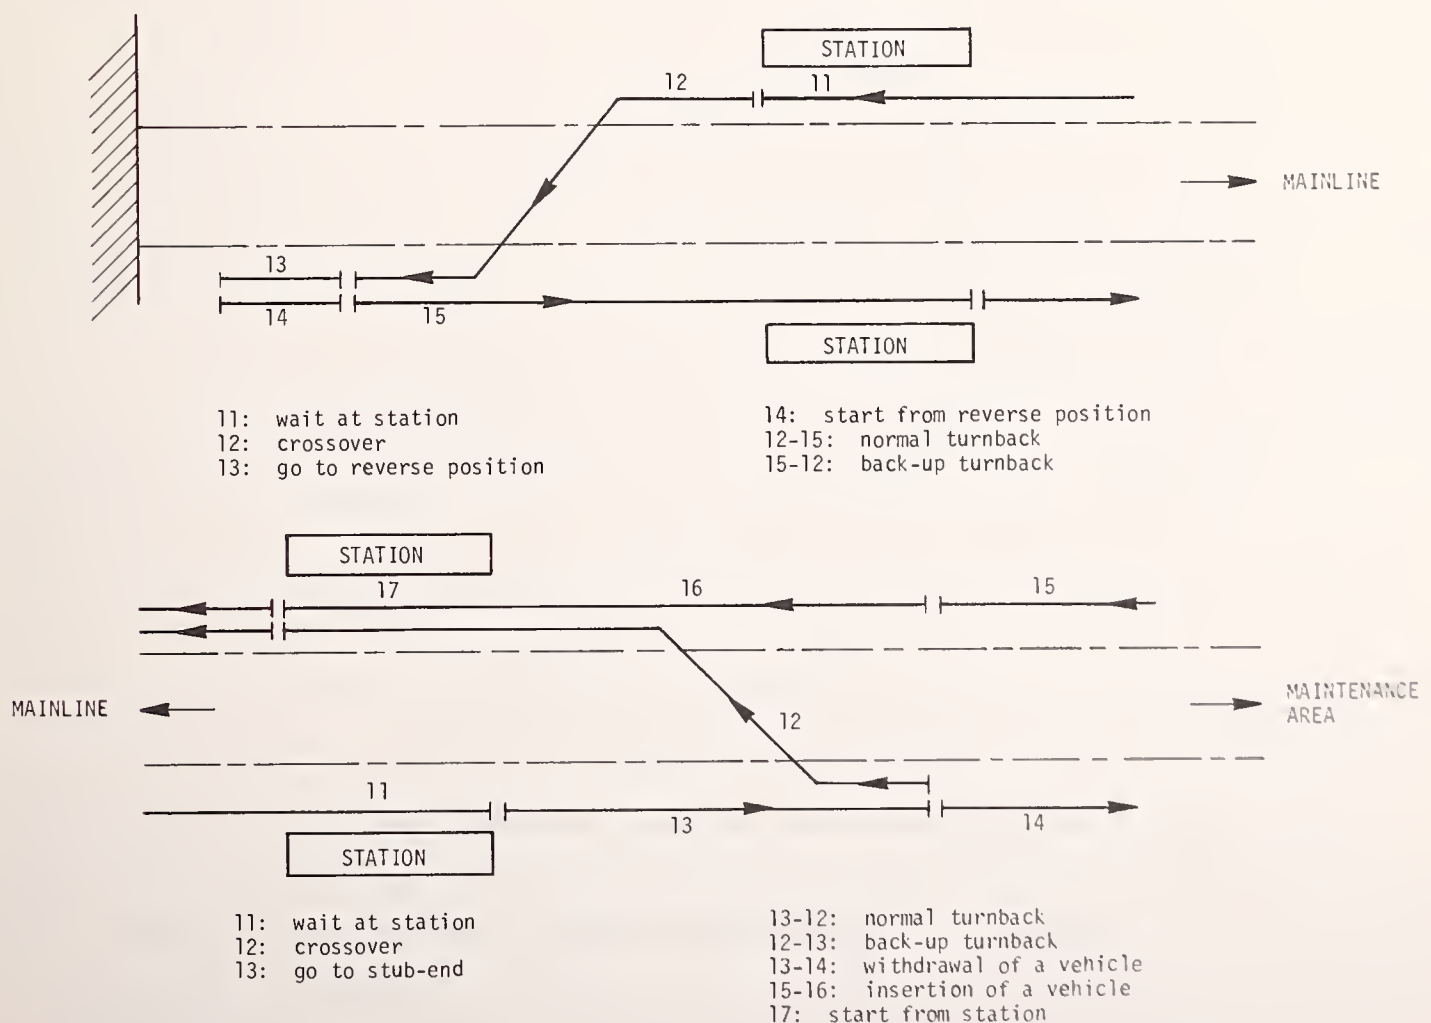 STATION
12
11
MAINLINE
13
14
15
STATION
11: wait at station
12: crossover
13: go to reverse position
14: start from reverse position
12-15: normal turnback
15-12: back-up turnback
STATION
17
16
15
MAINLINE
12
MAINTENANCE
AREA
11
13
14
STATION
11: wait at station
12: crossover
13: go to stub-end
13-12: normal turnback
12-13: back-up turnback
13-14: withdrawal of a vehicle
15-16: insertion of a vehicle
17: start from station